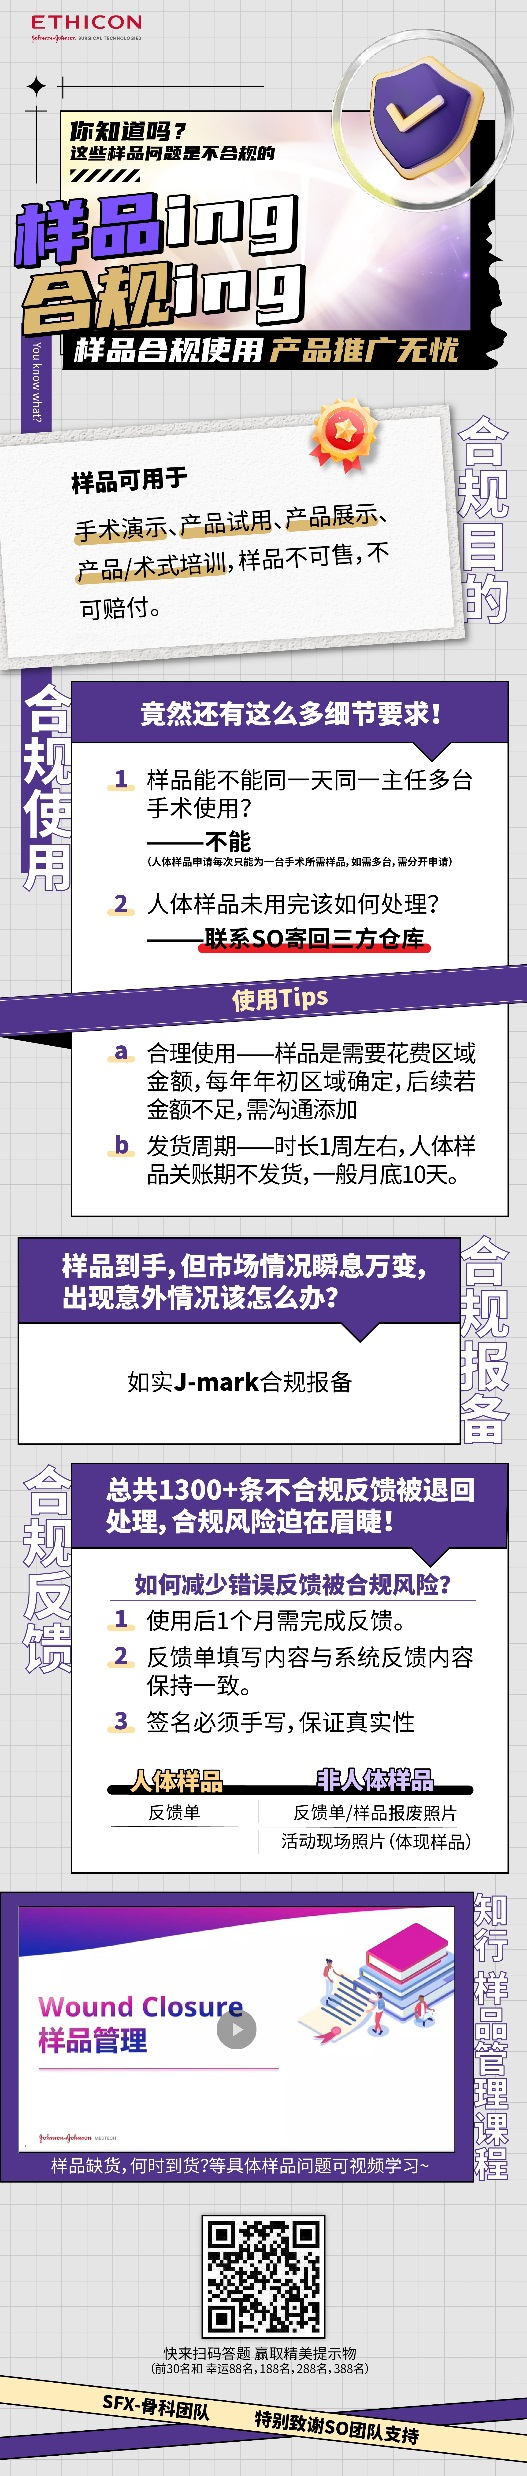 ETHICON
Johnson & Johnson SURGICAL TECHNOLOGIES
你知道吗？
这些样品问题是不合规的
样品ing
合规ing
样品合规使用 产品推广无忧
You know what?
合规目的
样品可用于
手术演示、产品试用、产品展示、
产品/术式培训，样品不可售，不
可赔付。
合规使用
竟然还有这么多细节要求！
1 样品能不能同一天同一主任多台
手术使用？
——不能
（人体样品申请每次只能为一台手术所需样品，如需多台，需分开申请）
2 人体样品未用完该如何处理？
——联系SO寄回三方仓库
使用Tips
a 合理使用——样品是需要花费区域
金额，每年年初区域确定，后续若
金额不足，需沟通添加
b 发货周期——时长1周左右，人体样
品关账期不发货，一般月底10天。
合规报备
样品到手，但市场情况瞬息万变，
出现意外情况该怎么办？
如实J-mark合规报备
合规反馈
总共1300+条不合规反馈被退回
处理，合规风险迫在眉睫！
如何减少错误反馈被合规风险？
1 使用后1个月需完成反馈。
2 反馈单填写内容与系统反馈内容
保持一致。
3 签名必须手写，保证真实性
人体样品 非人体样品
反馈单 反馈单/样品报废照片
活动现场照片（体现样品）
知行 样品管理课程
Wound Closure
样品管理
Johnson & Johnson MEDTECH
样品缺货，何时到货？等具体样品问题可视频学习~
快来扫码答题 赢取精美提示物
（前30名和 幸运88名，188名，288名，388名）
SFX-骨科团队 特别致谢SO团队支持